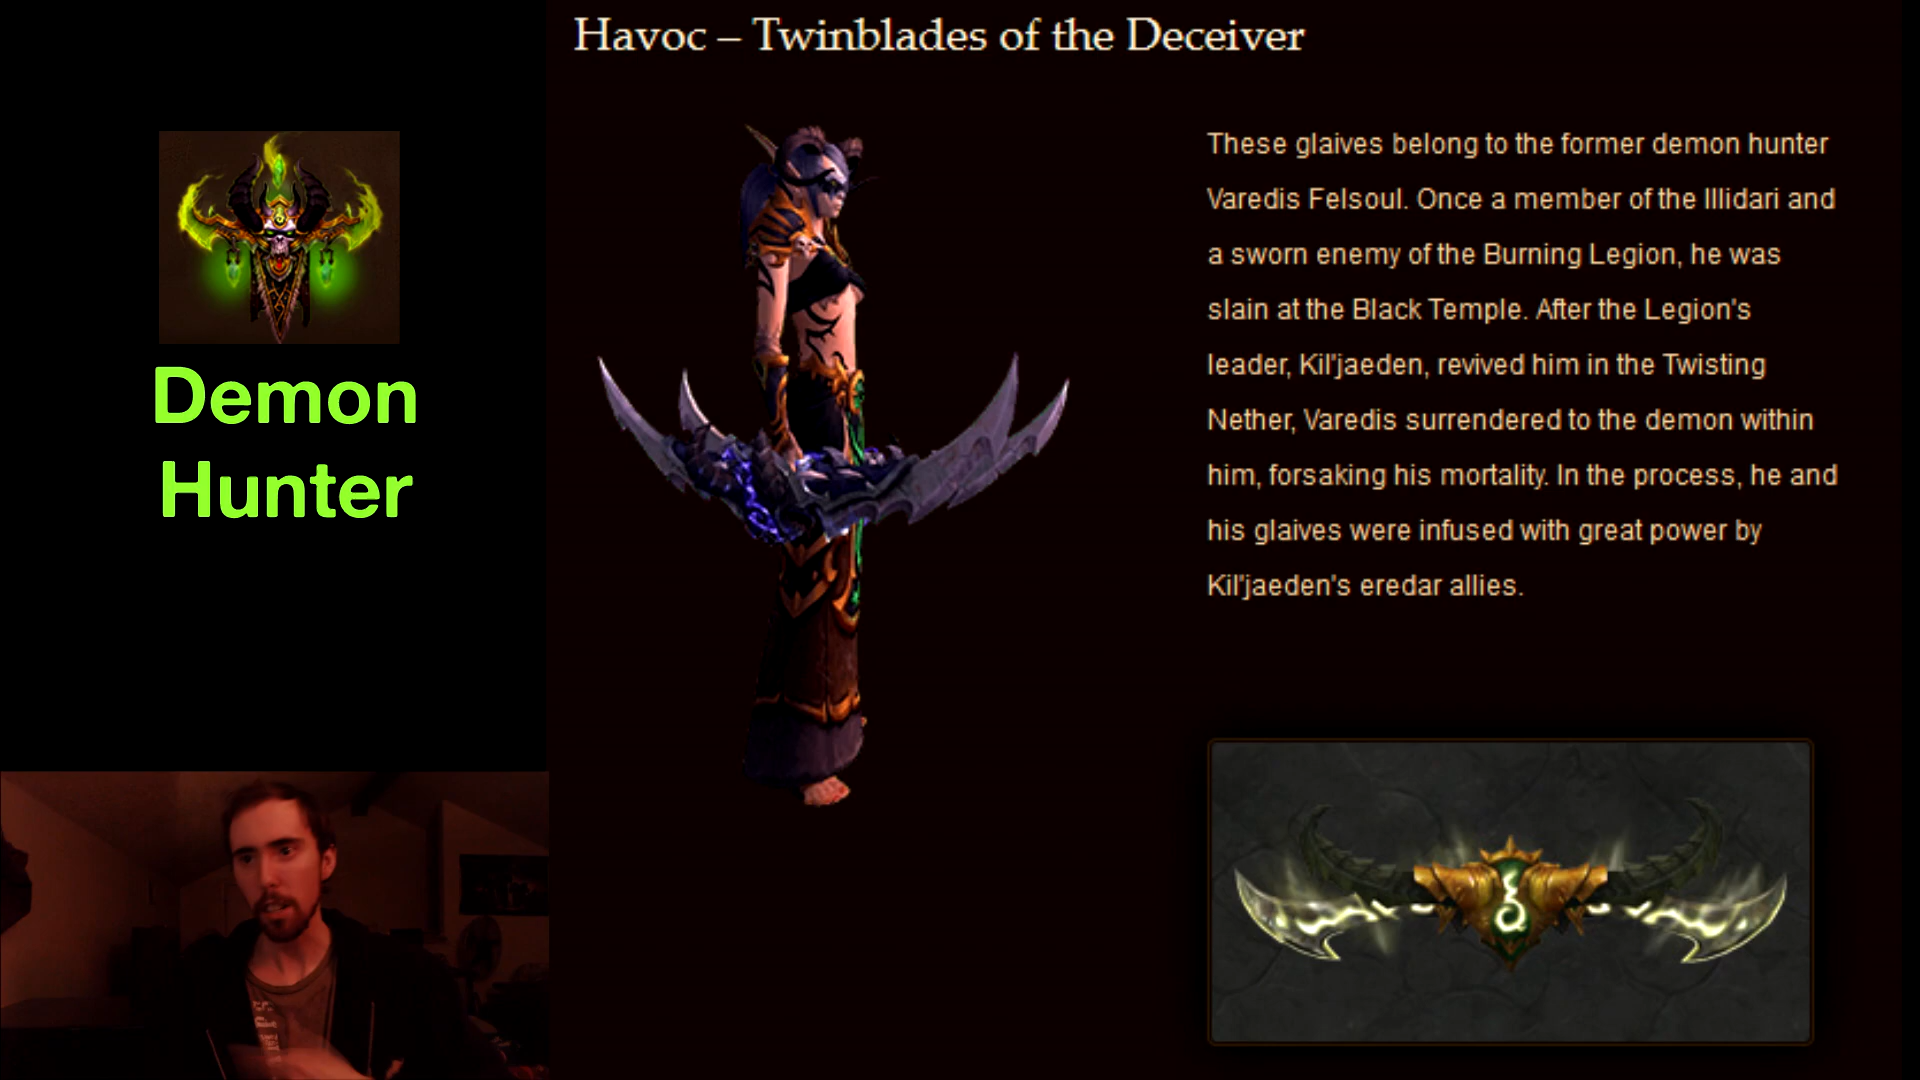 Havoc – Twinblades of the Deceiver
Demon
Hunter
These glaives belong to the former demon hunter
Varedis Felsoul. Once a member of the Illidari and
a sworn enemy of the Burning Legion, he was
slain at the Black Temple. After the Legion's
leader, Kil'jaeden, revived him in the Twisting
Nether, Varedis surrendered to the demon within
him, forsaking his mortality. In the process, he and
his glaives were infused with great power by
Kil'jaeden's eredar allies.